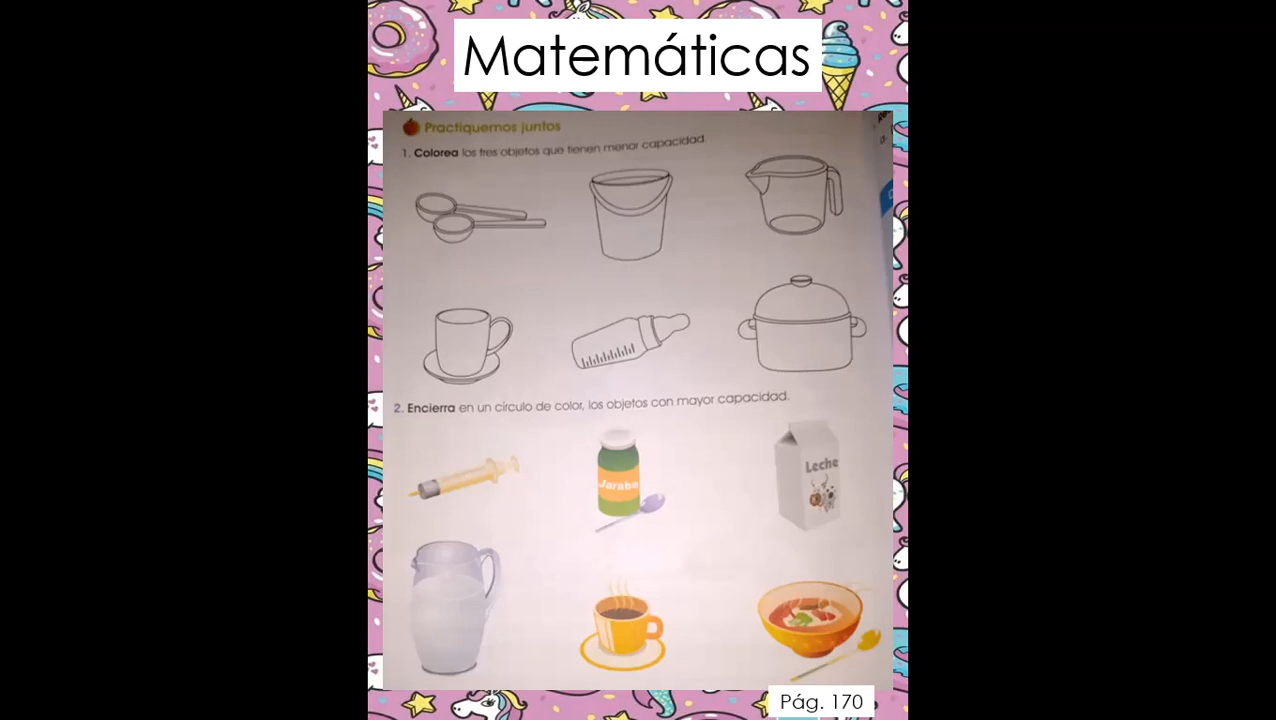 Matemáticas
Practiquemos juntos
1. Colorea los tres objetos que tienen menor capacidad.
2. Encierra en un círculo de color, los objetos con mayor capacidad.
Jarabe
Leche
Pág. 170